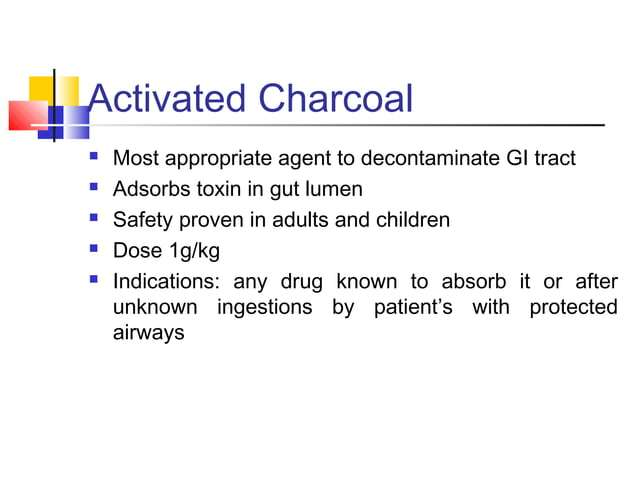 Activated Charcoal
Most appropriate agent to decontaminate GI tract
Adsorbs toxin in gut lumen
Safety proven in adults and children
Dose 1g/kg
Indications: any drug known to absorb it or after
unknown ingestions by patient’s with protected
airways